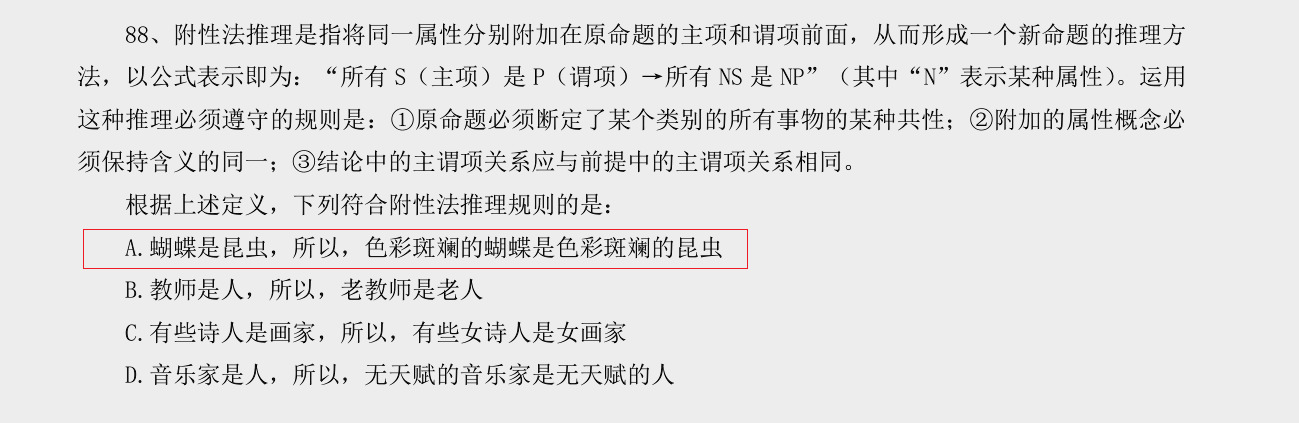 88、附性法推理是指将同一属性分别附加在原命题的主项和谓项前面，从而形成一个新命题的推理方
法，以公式表示即为：“所有 S（主项）是 P（谓项）→所有 NS 是 NP”（其中“N”表示某种属性）。运用
这种推理必须遵守的规则是：①原命题必须断定了某个类别的所有事物的某种共性；②附加的属性概念必
须保持含义的同一；③结论中的主谓项关系应与前提中的主谓项关系相同。
根据上述定义，下列符合附性法推理规则的是：
A.蝴蝶是昆虫，所以，色彩斑斓的蝴蝶是色彩斑斓的昆虫
B.教师是人，所以，老教师是老人
C.有些诗人是画家，所以，有些女诗人是女画家
D.音乐家是人，所以，无天赋的音乐家是无天赋的人